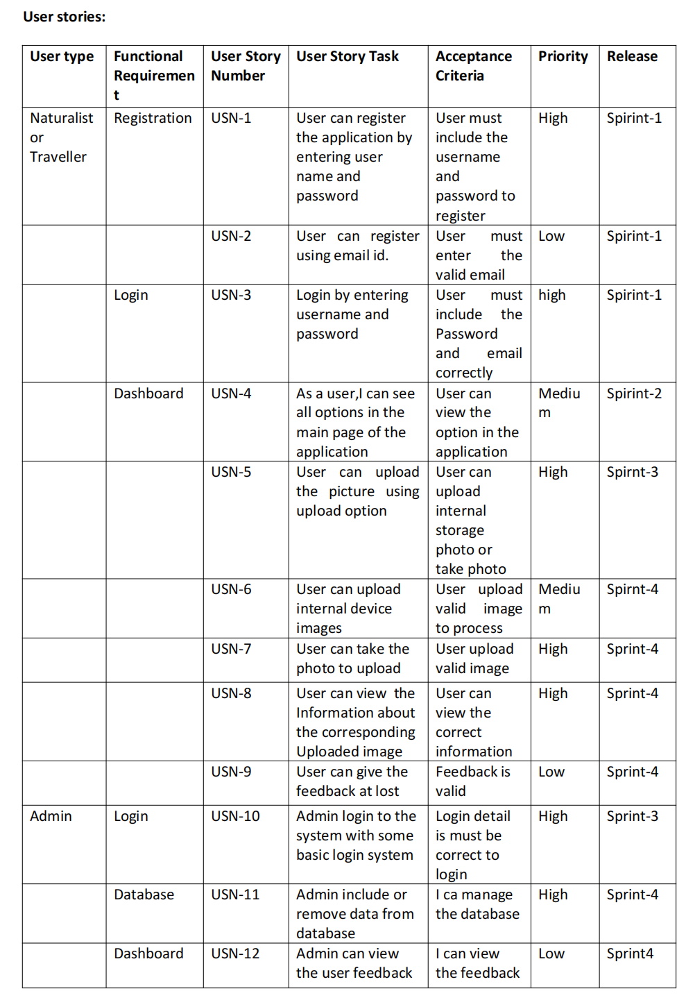 User stories:
User type Functional Requiremen t User Story Number User Story Task Acceptance Criteria Priority Release
Naturalist or Traveller Registration USN-1 User can register the application by entering user name and password User must include the username and password to register High Spirint-1
USN-2 User can register using email id. User must enter the valid email Low Spirint-1
Login USN-3 Login by entering username and password User must include the Password and email correctly high Spirint-1
Dashboard USN-4 As a user,I can see all options in the main page of the application User can view the option in the application Mediu m Spirint-2
USN-5 User can upload the picture using upload option User can upload internal storage photo or take photo High Spirnt-3
USN-6 User can upload internal device images User upload valid image to process Mediu m Spirnt-4
USN-7 User can take the photo to upload User upload valid image High Sprint-4
USN-8 User can view the Information about the corresponding Uploaded image User can view the correct information High Sprint-4
USN-9 User can give the feedback at lost Feedback is valid Low Sprint-4
Admin Login USN-10 Admin login to the system with some basic login system Login detail is must be correct to login High Sprint-3
Database USN-11 Admin include or remove data from database I ca manage the database High Sprint-4
Dashboard USN-12 Admin can view the user feedback I can view the feedback Low Sprint4